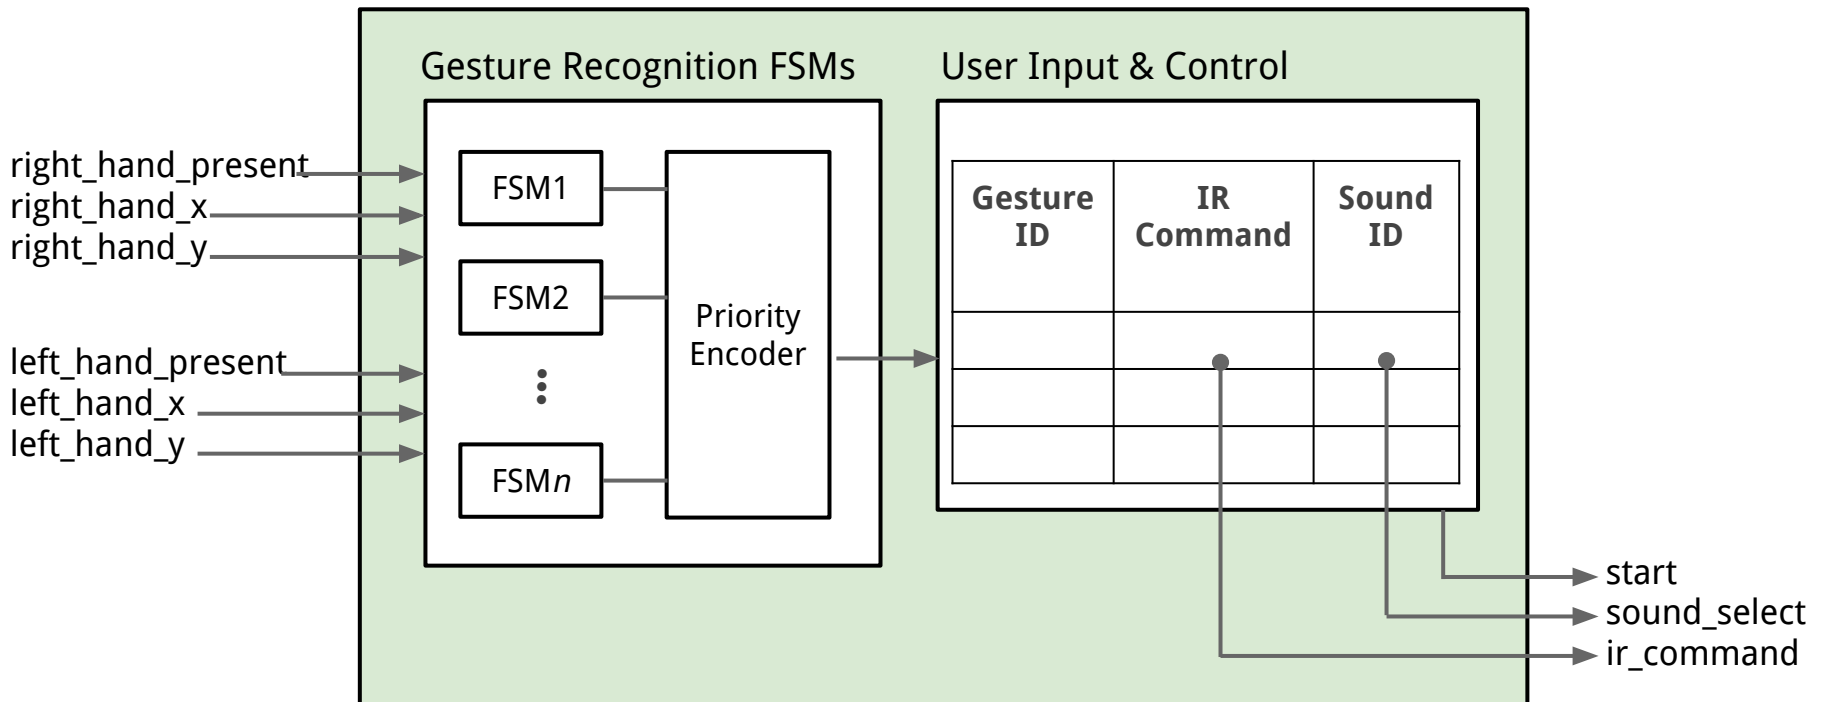 Gesture Recognition FSMs
User Input & Control
right_hand_present
right_hand_x
right_hand_y
left_hand_present
left_hand_x
left_hand_y
FSM1
FSM2
FSMn
Priority
Encoder
Gesture
ID
IR
Command
Sound
ID
start
sound_select
ir_command